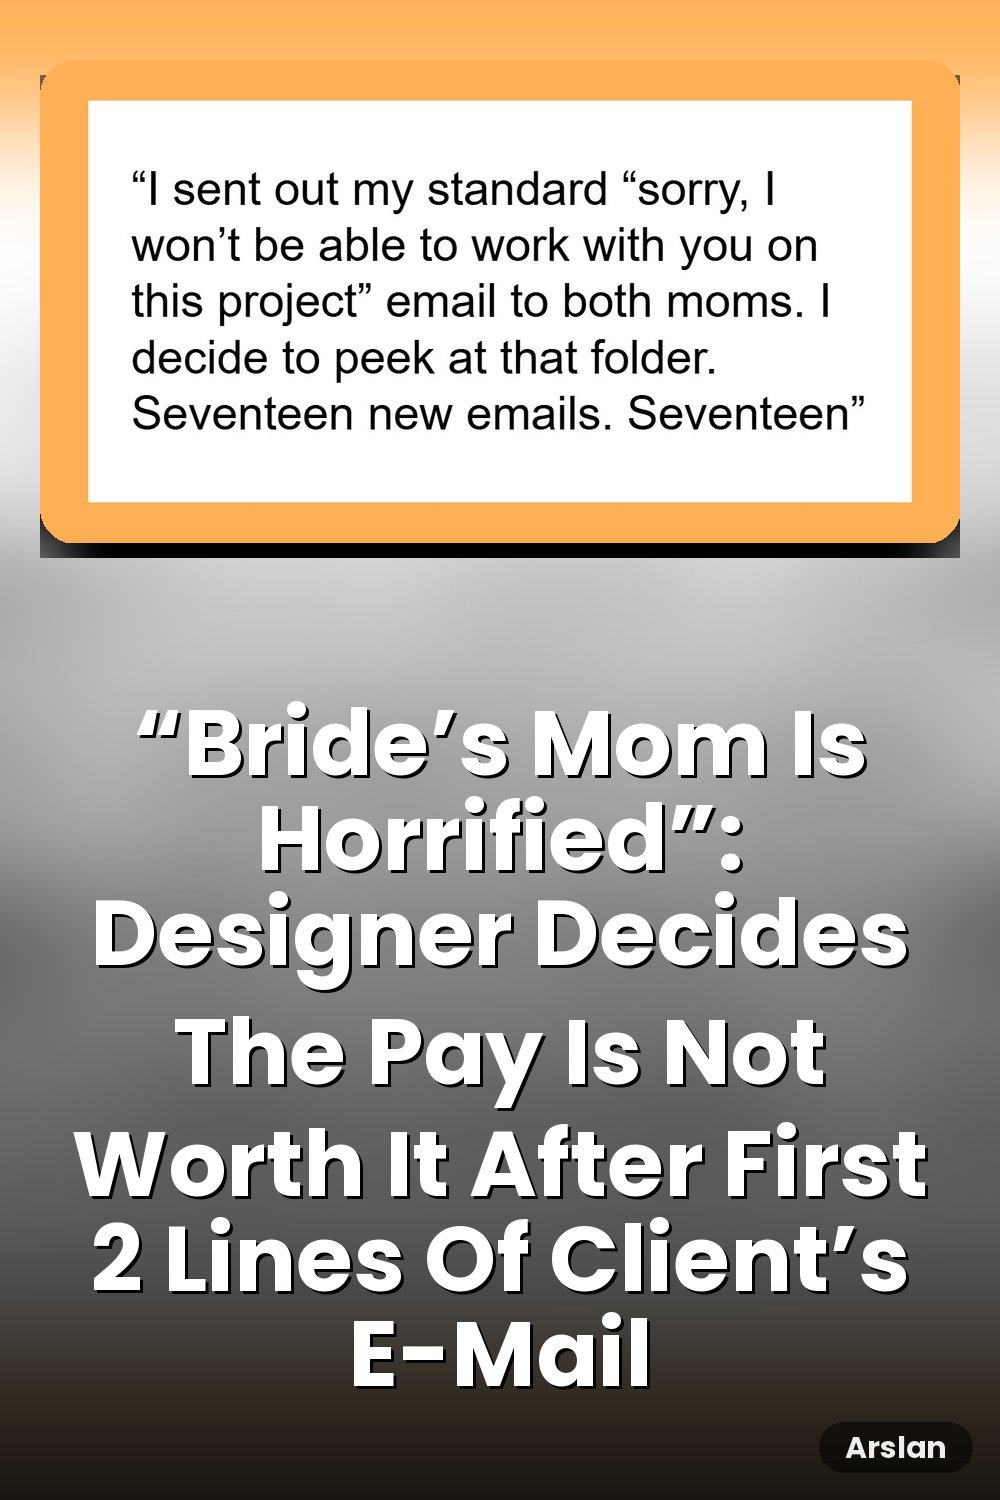 “I sent out my standard “sorry, I
won’t be able to work with you on
this project” email to both moms. I
decide to peek at that folder.
Seventeen new emails. Seventeen”
“Bride’s Mom Is
Horrified”:
Designer Decides
The Pay Is Not
Worth It After First
2 Lines Of Client’s
E-Mail
Arslan